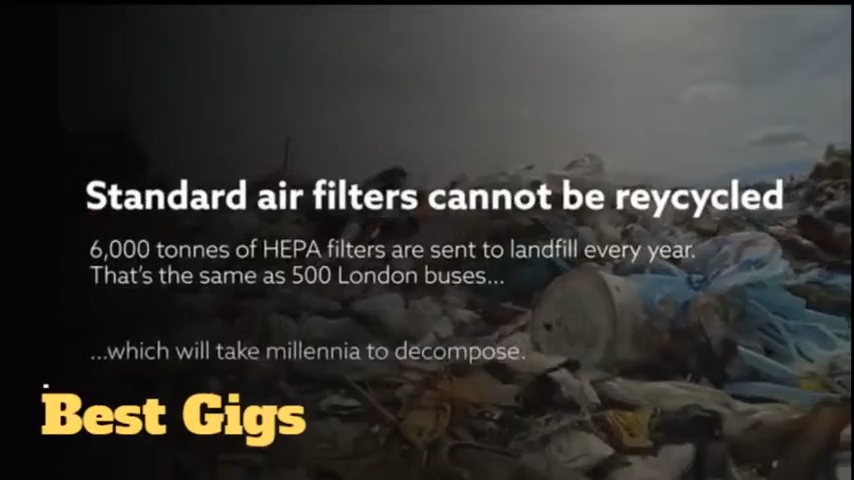 Standard air filters cannot be reycycled
6,000 tonnes of HEPA filters are sent to landfill every year.
That's the same as 500 London buses...
...which will take millennia to decompose.
Best Gigs